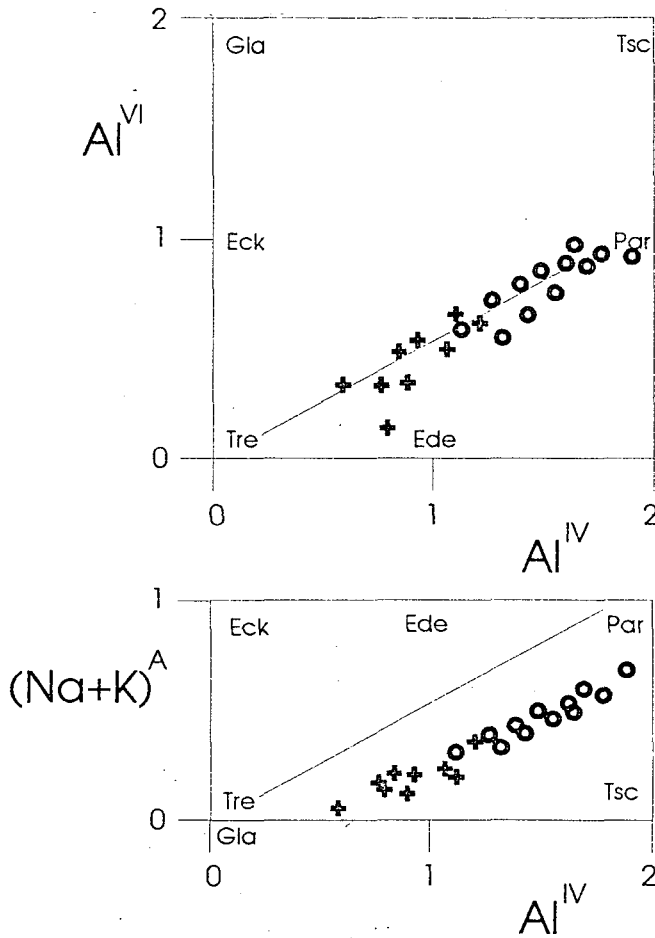 2
Gla Tsc
Al^VI
1
Eck Par
Tre Ede
0
0 1 2
Al^IV
1
Eck Ede Par
(Na+K)^A
Tre Tsc
0
Gla
0 1 2
Al^IV